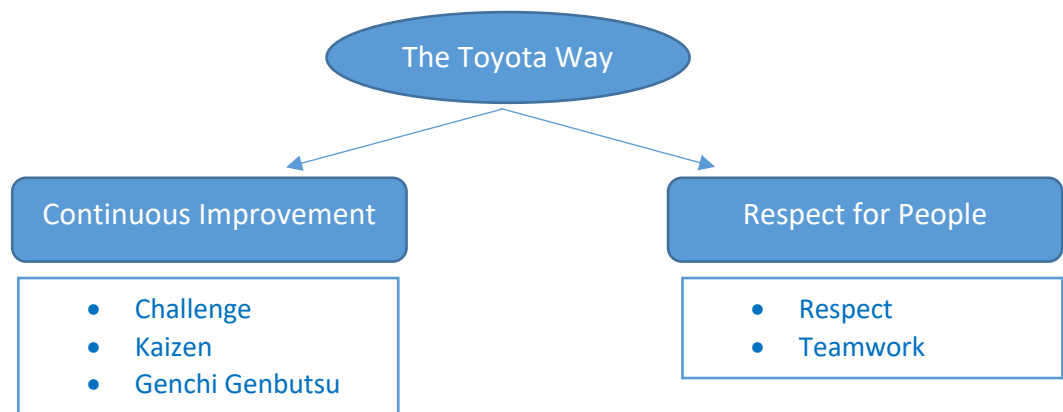 The Toyota Way
Continuous Improvement
• Challenge
• Kaizen
• Genchi Genbutsu
Respect for People
• Respect
• Teamwork